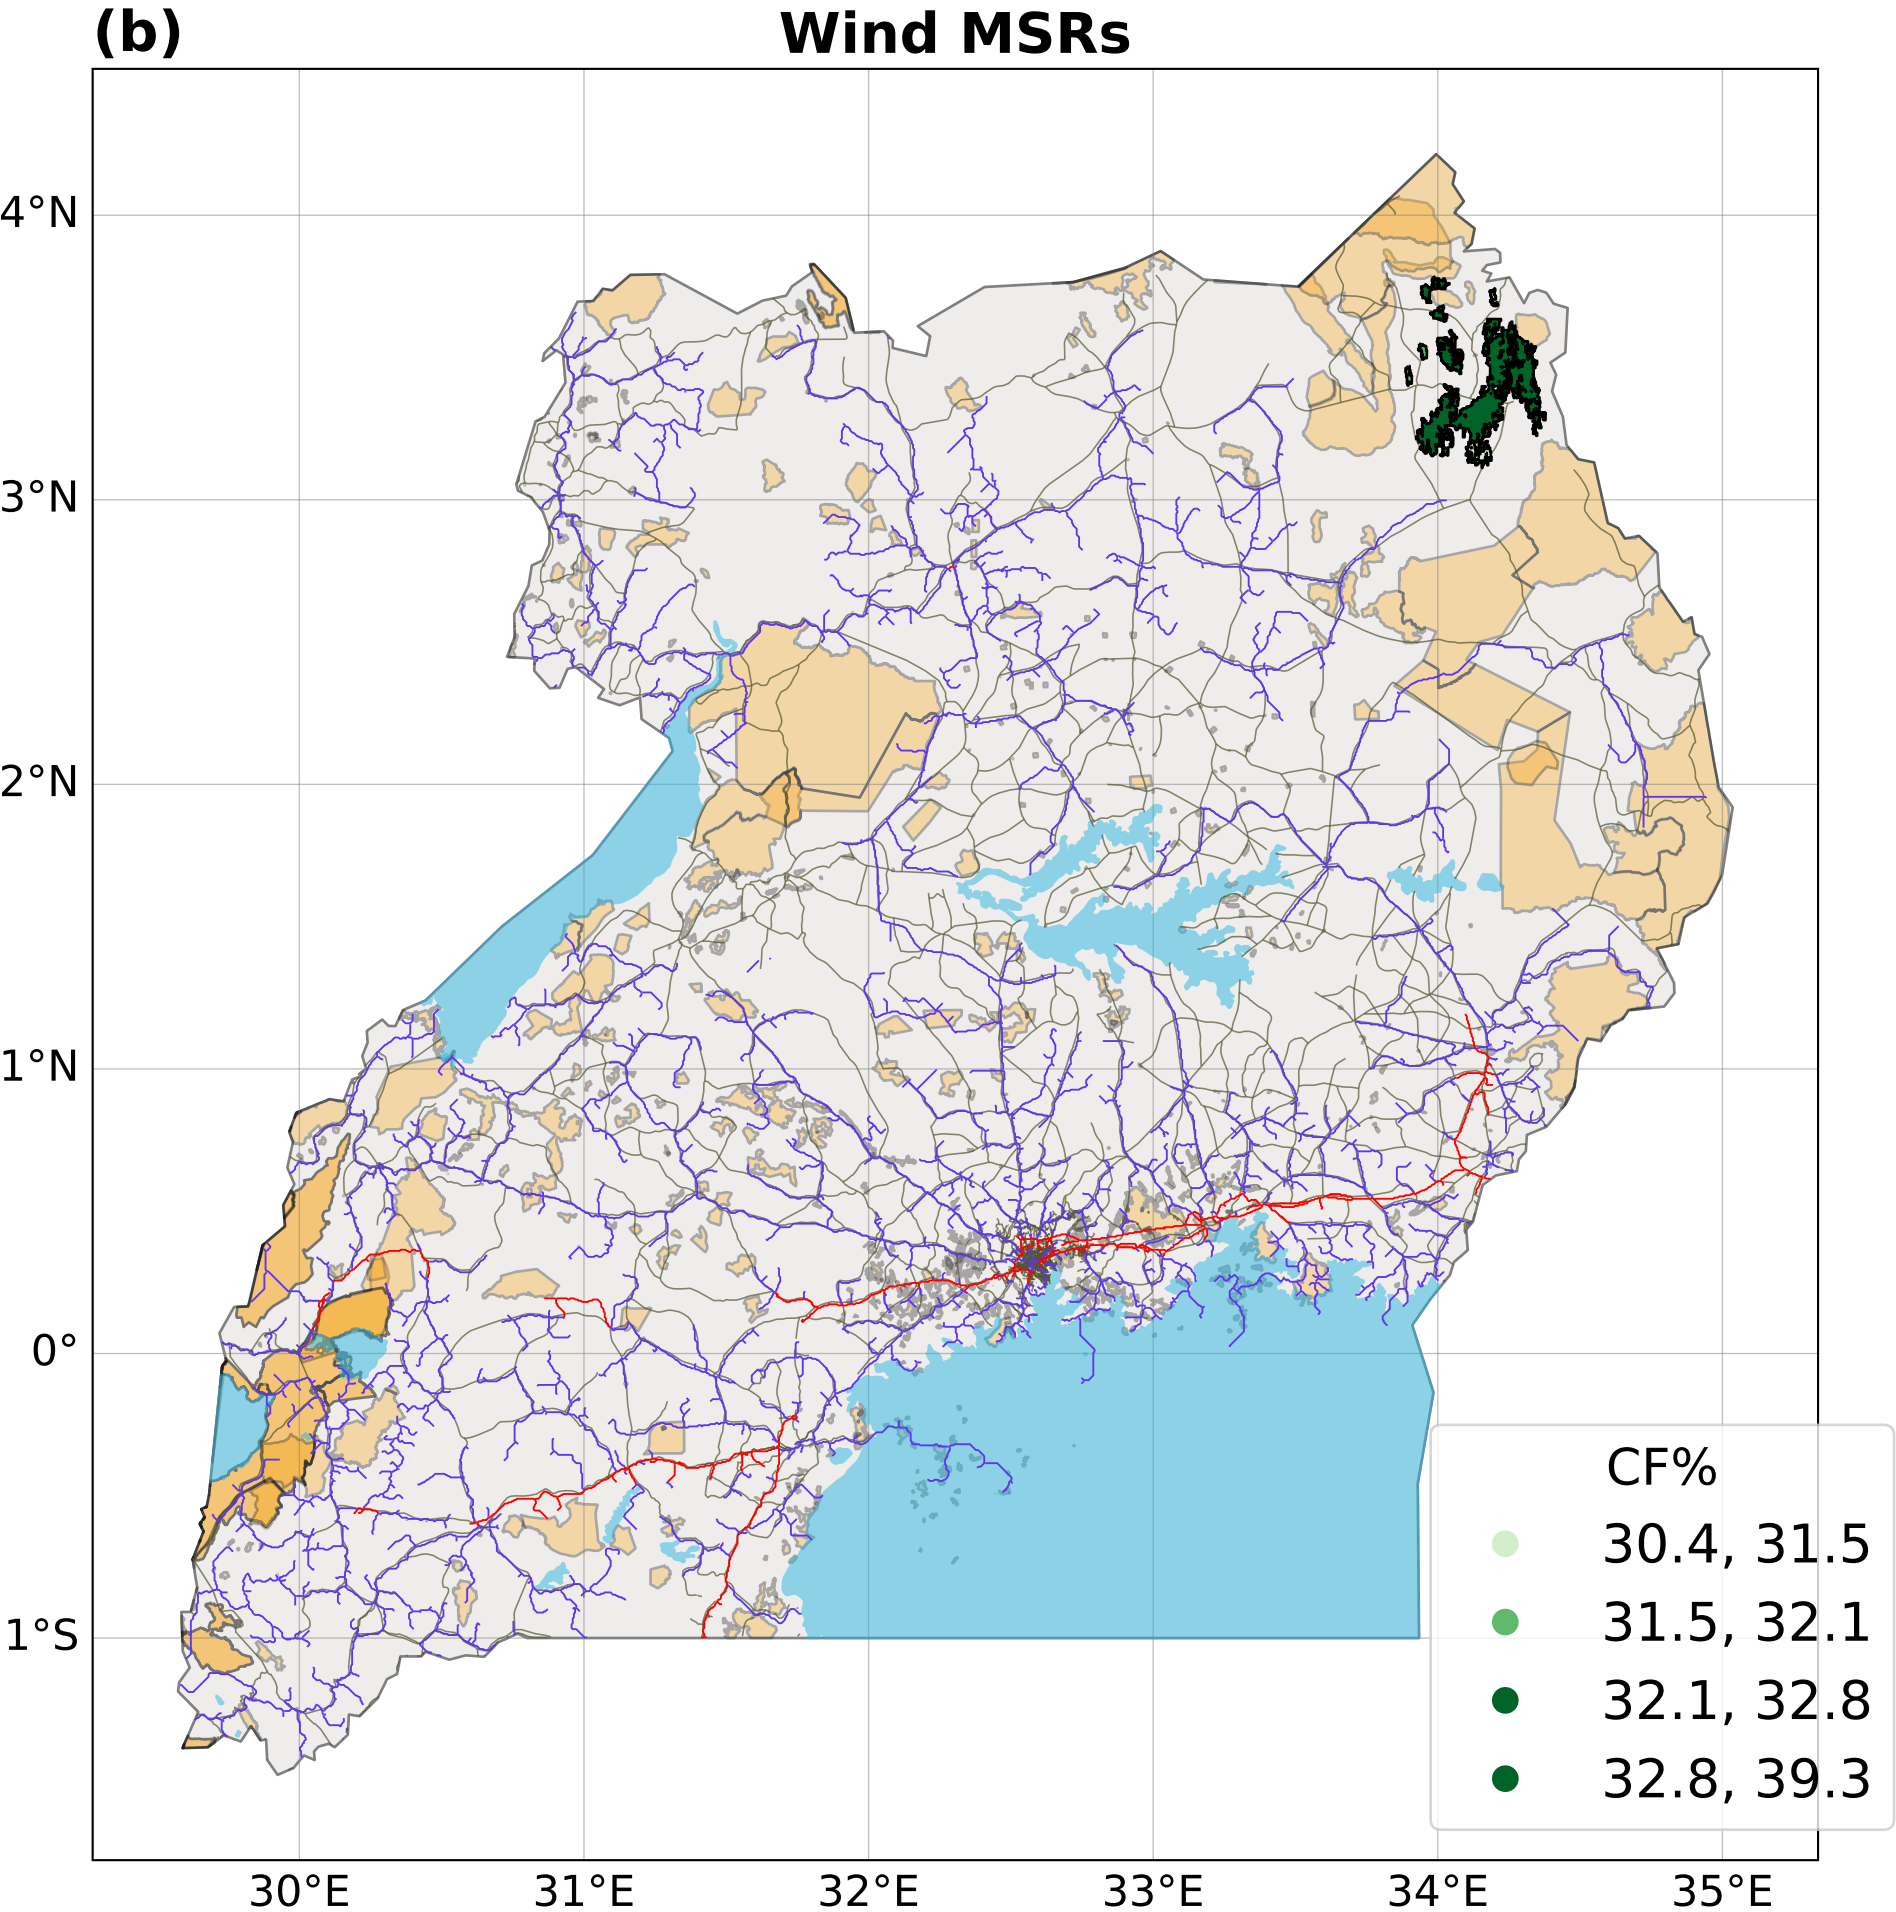 (b)
Wind MSRs
4°N
3°N
2°N
1°N
0°
1°S
CF%
30.4, 31.5
31.5, 32.1
32.1, 32.8
32.8, 39.3
30°E 31°E 32°E 33°E 34°E 35°E